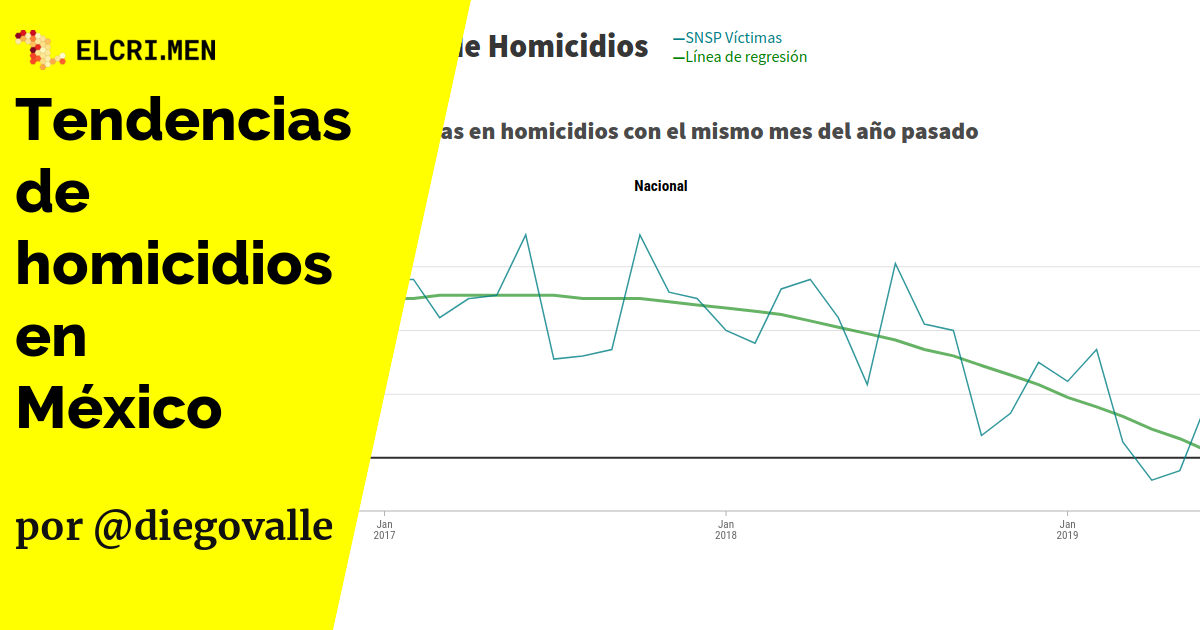 ELCRI.MEN
Tendencias
de
homicidios
en
México
por @diegovalle
de Homicidios
SNSP Víctimas
Línea de regresión
as en homicidios con el mismo mes del año pasado
Nacional
Jan
2017
Jan
2018
Jan
2019